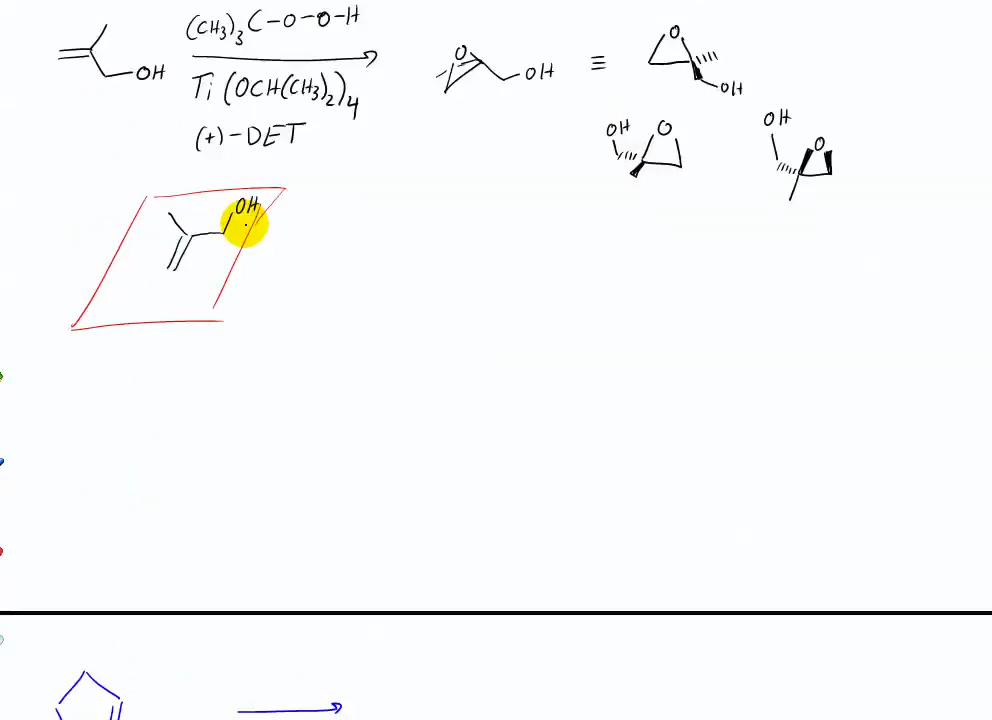 (CH3)3C-O-O-H
OH
Ti(OCH(CH3)2)4
(+)-DET
O
OH
≡
O
OH
OH
O
OH
O
OH